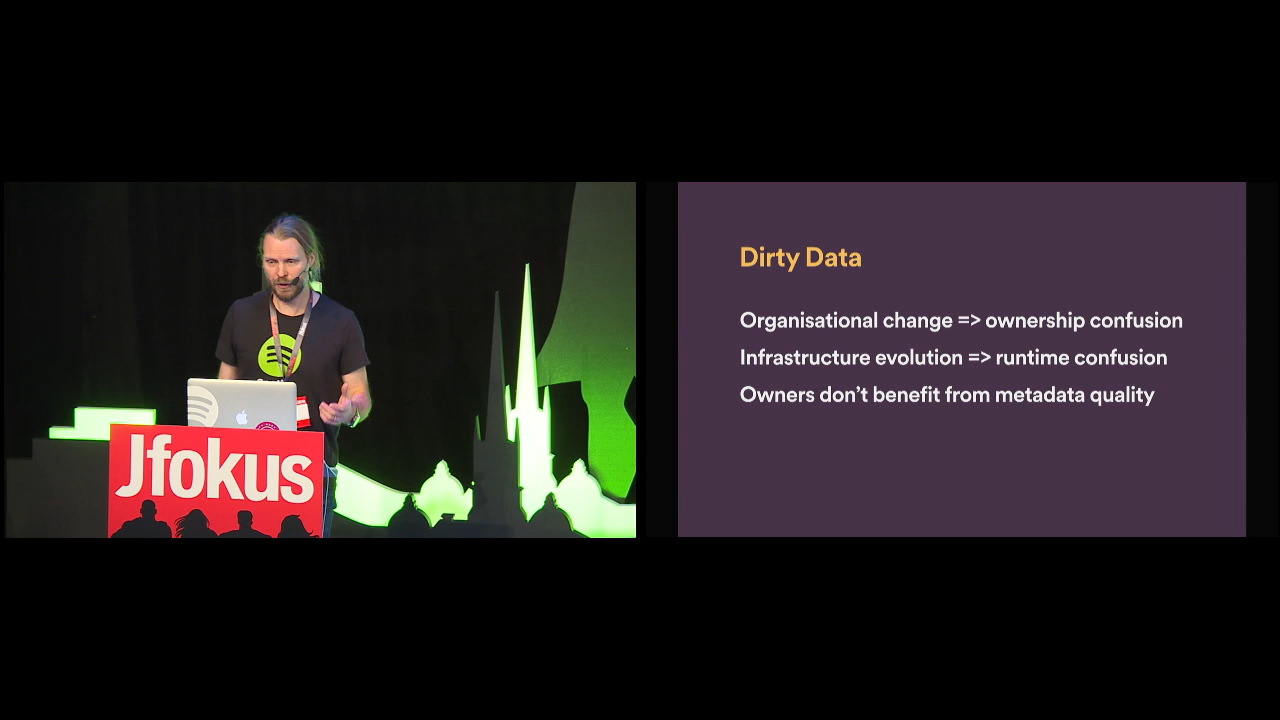 Jfokus
Dirty Data
Organisational change => ownership confusion
Infrastructure evolution => runtime confusion
Owners don’t benefit from metadata quality